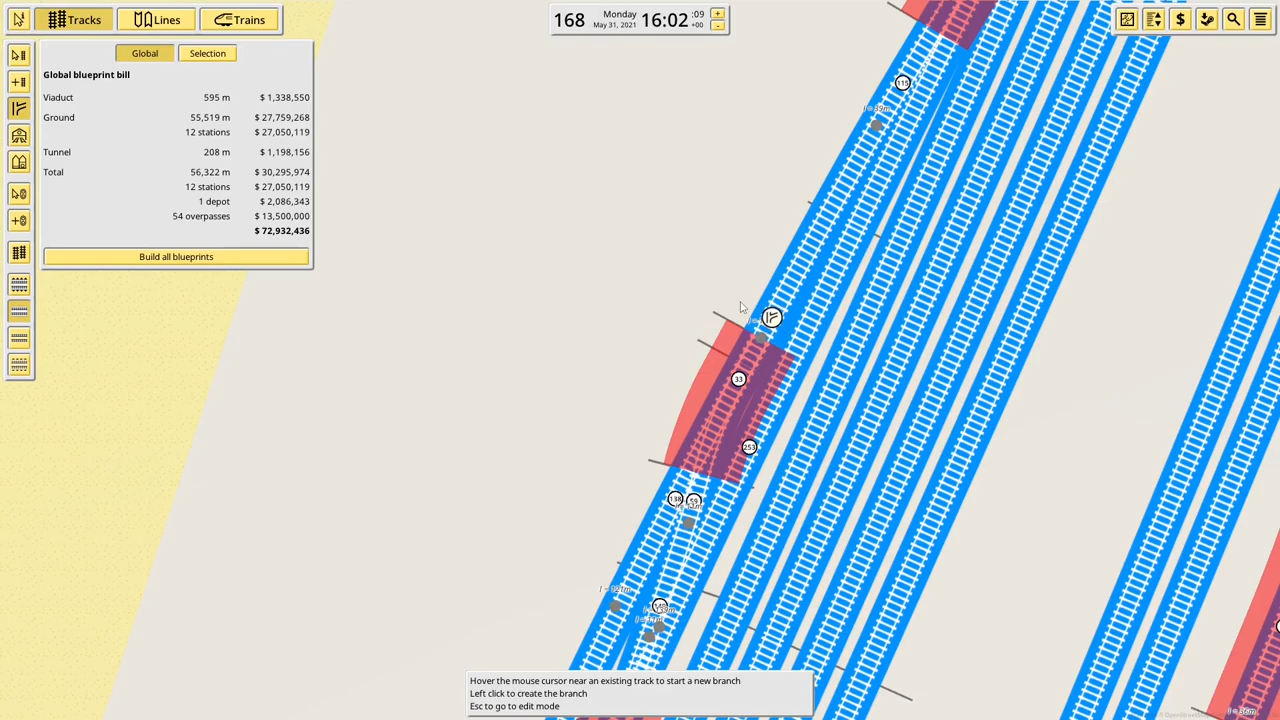 Tracks
Lines
Trains
168
Monday
May 31, 2021
16:02
:09
+00
+
-
$
Global
Selection
Global blueprint bill
Viaduct 595 m $ 1,338,550
Ground 55,519 m $ 27,759,268
12 stations $ 27,050,119
Tunnel 208 m $ 1,198,156
Total 56,322 m $ 30,295,974
12 stations $ 27,050,119
1 depot $ 2,086,343
54 overpasses $ 13,500,000
$ 72,932,436
Build all blueprints
115
33
253
138
59
l = 121m
Hover the mouse cursor near an existing track to start a new branch
Left click to create the branch
Esc to go to edit mode